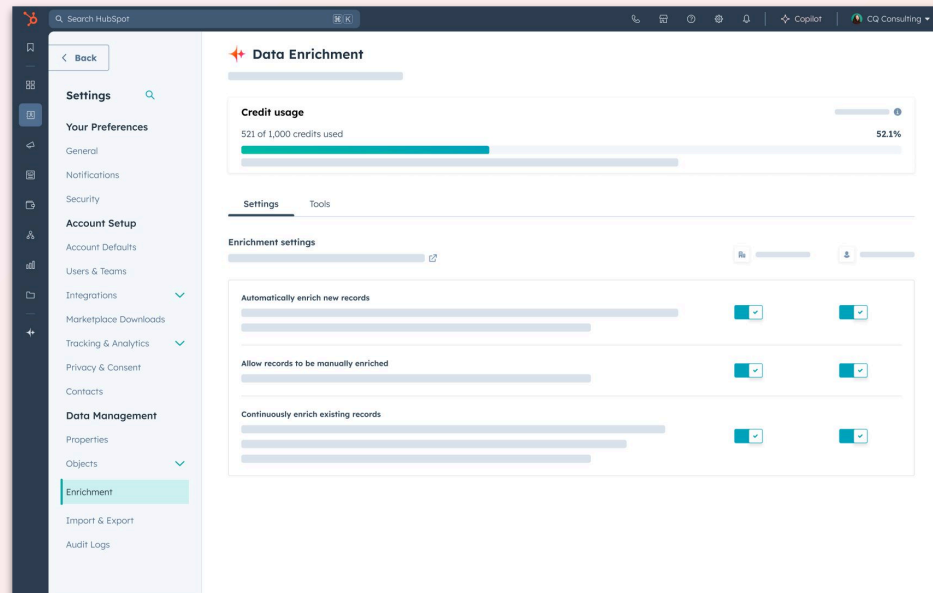 Search HubSpot
⌘ K
Copilot
CQ Consulting
Back
Settings
Your Preferences
General
Notifications
Security
Account Setup
Account Defaults
Users & Teams
Integrations
Marketplace Downloads
Tracking & Analytics
Privacy & Consent
Contacts
Data Management
Properties
Objects
Enrichment
Import & Export
Audit Logs
Data Enrichment
Credit usage
521 of 1,000 credits used
52.1%
Settings
Tools
Enrichment settings
Automatically enrich new records
Allow records to be manually enriched
Continuously enrich existing records